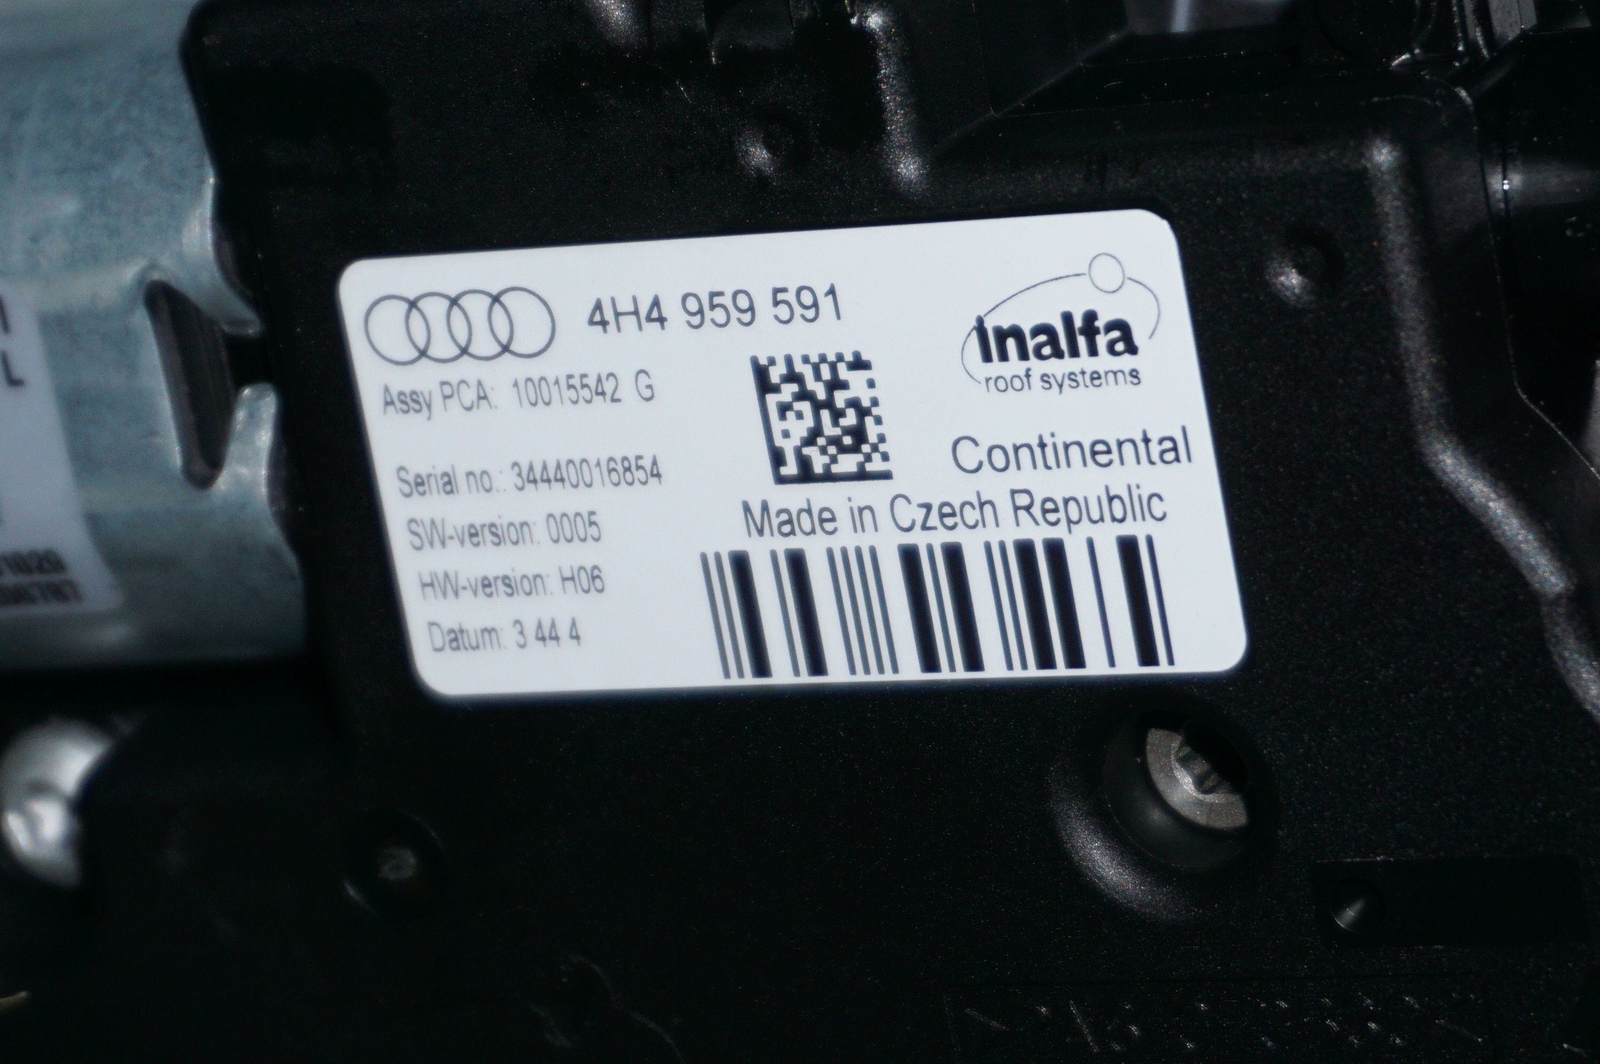 4H4 959 591
Assy PCA: 10015542 G
inalfa
roof systems
Continental
Serial no.: 34440016854
Made in Czech Republic
SW-version: 0005
HW-version: H06
Datum: 3 44 4
L